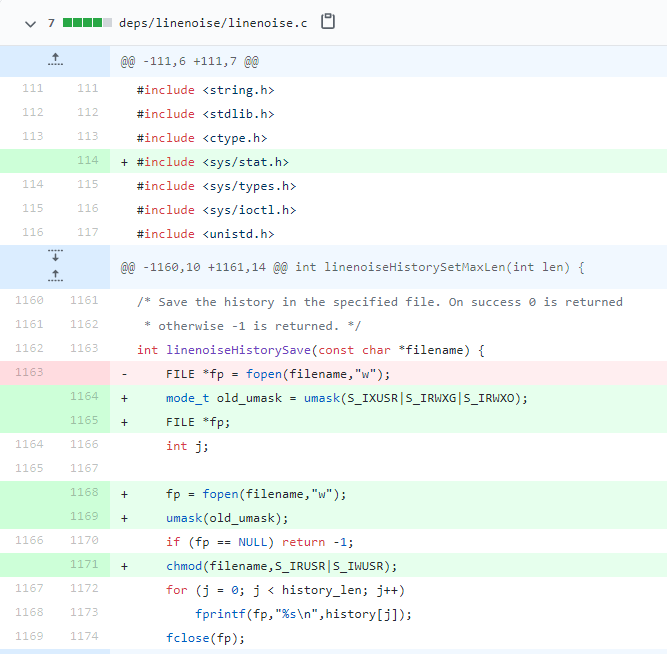 7 deps/linenoise/linenoise.c
@@ -111,6 +111,7 @@
111 111 #include <string.h>
112 112 #include <stdlib.h>
113 113 #include <ctype.h>
114 + #include <sys/stat.h>
114 115 #include <sys/types.h>
115 116 #include <sys/ioctl.h>
116 117 #include <unistd.h>
@@ -1160,10 +1161,14 @@ int linenoiseHistorySetMaxLen(int len) {
1160 1161 /* Save the history in the specified file. On success 0 is returned
1161 1162  * otherwise -1 is returned. */
1162 1163 int linenoiseHistorySave(const char *filename) {
1163 -     FILE *fp = fopen(filename,"w");
1164 +     mode_t old_umask = umask(S_IXUSR|S_IRWXG|S_IRWXO);
1165 +     FILE *fp;
1164 1166     int j;
1165 1167
1168 +     fp = fopen(filename,"w");
1169 +     umask(old_umask);
1166 1170     if (fp == NULL) return -1;
1171 +     chmod(filename,S_IRUSR|S_IWUSR);
1167 1172     for (j = 0; j < history_len; j++)
1168 1173         fprintf(fp,"%s\n",history[j]);
1169 1174     fclose(fp);